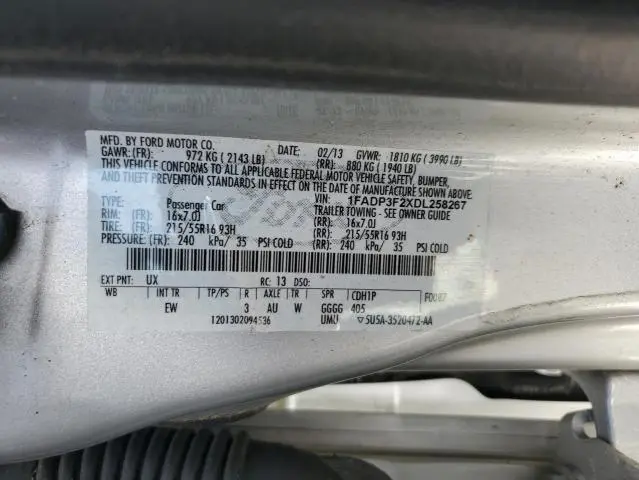 MFD. BY FORD MOTOR CO.
DATE: 02/13 GVWR: 1810 KG ( 3990 LB)
GAWR: (FR): 972 KG ( 2143 LB) (RR): 880 KG ( 1940 LB)
THIS VEHICLE CONFORMS TO ALL APPLICABLE FEDERAL MOTOR VEHICLE SAFETY, BUMPER,
AND THEFT PREVENTION STANDARDS IN EFFECT ON THE DATE OF MANUFACTURE SHOWN ABOVE.
VIN: 1FADP3F2XDL258267
TYPE: Passenger Car TRAILER TOWING - SEE OWNER GUIDE
RIM: (FR): 16x7.0J (RR): 16x7.0J
TIRE: (FR): 215/55R16 93H (RR): 215/55R16 93H
PRESSURE: (FR): 240 kPa/ 35 PSI COLD (RR): 240 kPa/ 35 PSI COLD
EXT PNT: UX RC: 13 DSO:
WB INT TR TP/PS R AXLE TR SPR CDH1P
EW 3 AU W GGGG 405
1201302094536 UMU ▽5U5A-3520472-AA